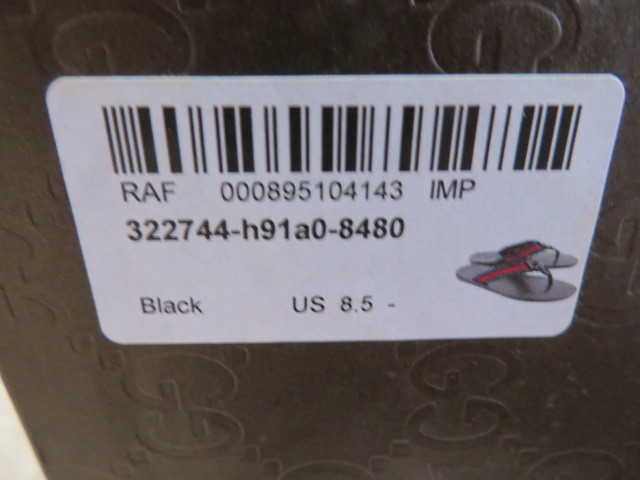 RAF 000895104143 IMP
322744-h91a0-8480
Black US 8.5 -